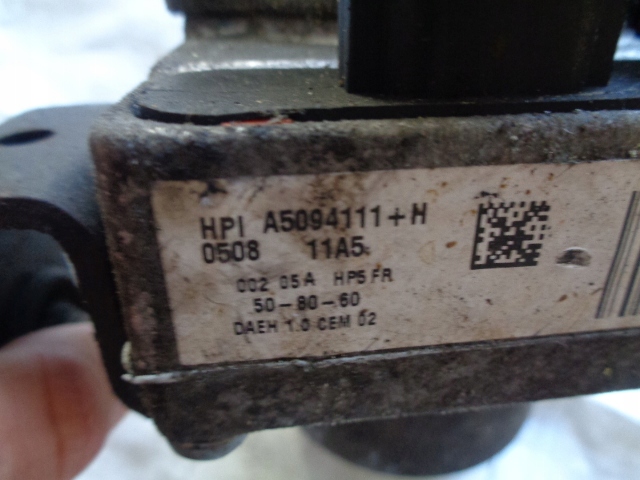 HPI A5094111+H
0508 11A5
002 05A HP5 FR
50-80-60
DAEH 1.0 CEM 02